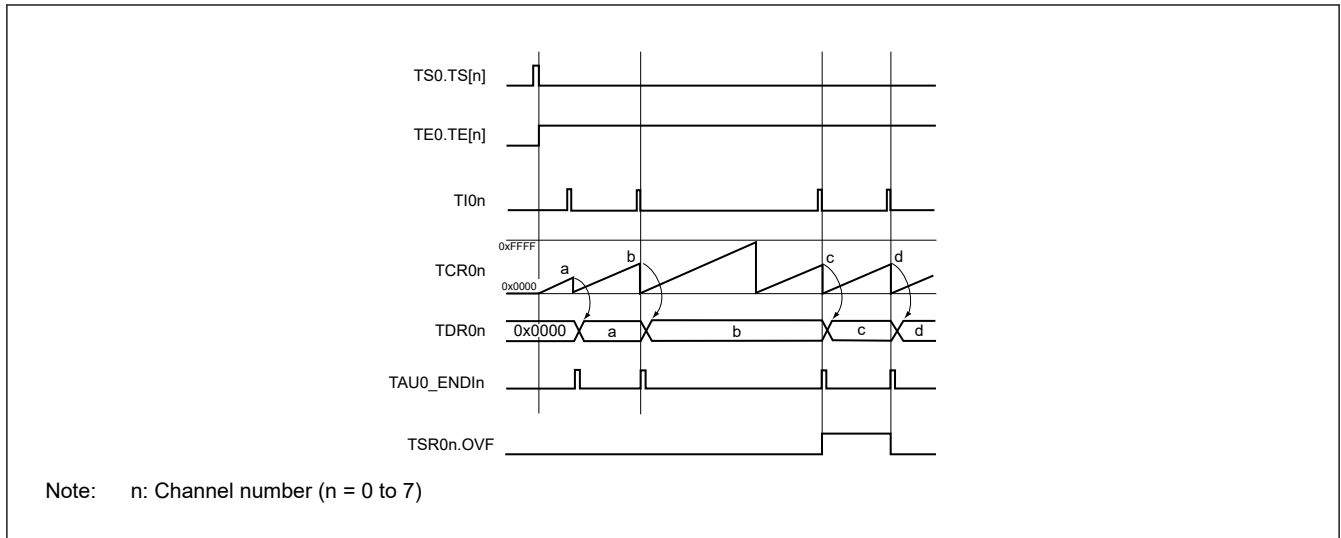 TS0.TS[n]
TE0.TE[n]
TI0n
0xFFFF
TCR0n
a
b
c
d
0x0000
TDR0n
0x0000
a
b
c
d
TAU0_ENDIn
TSR0n.OVF
Note: n: Channel number (n = 0 to 7)